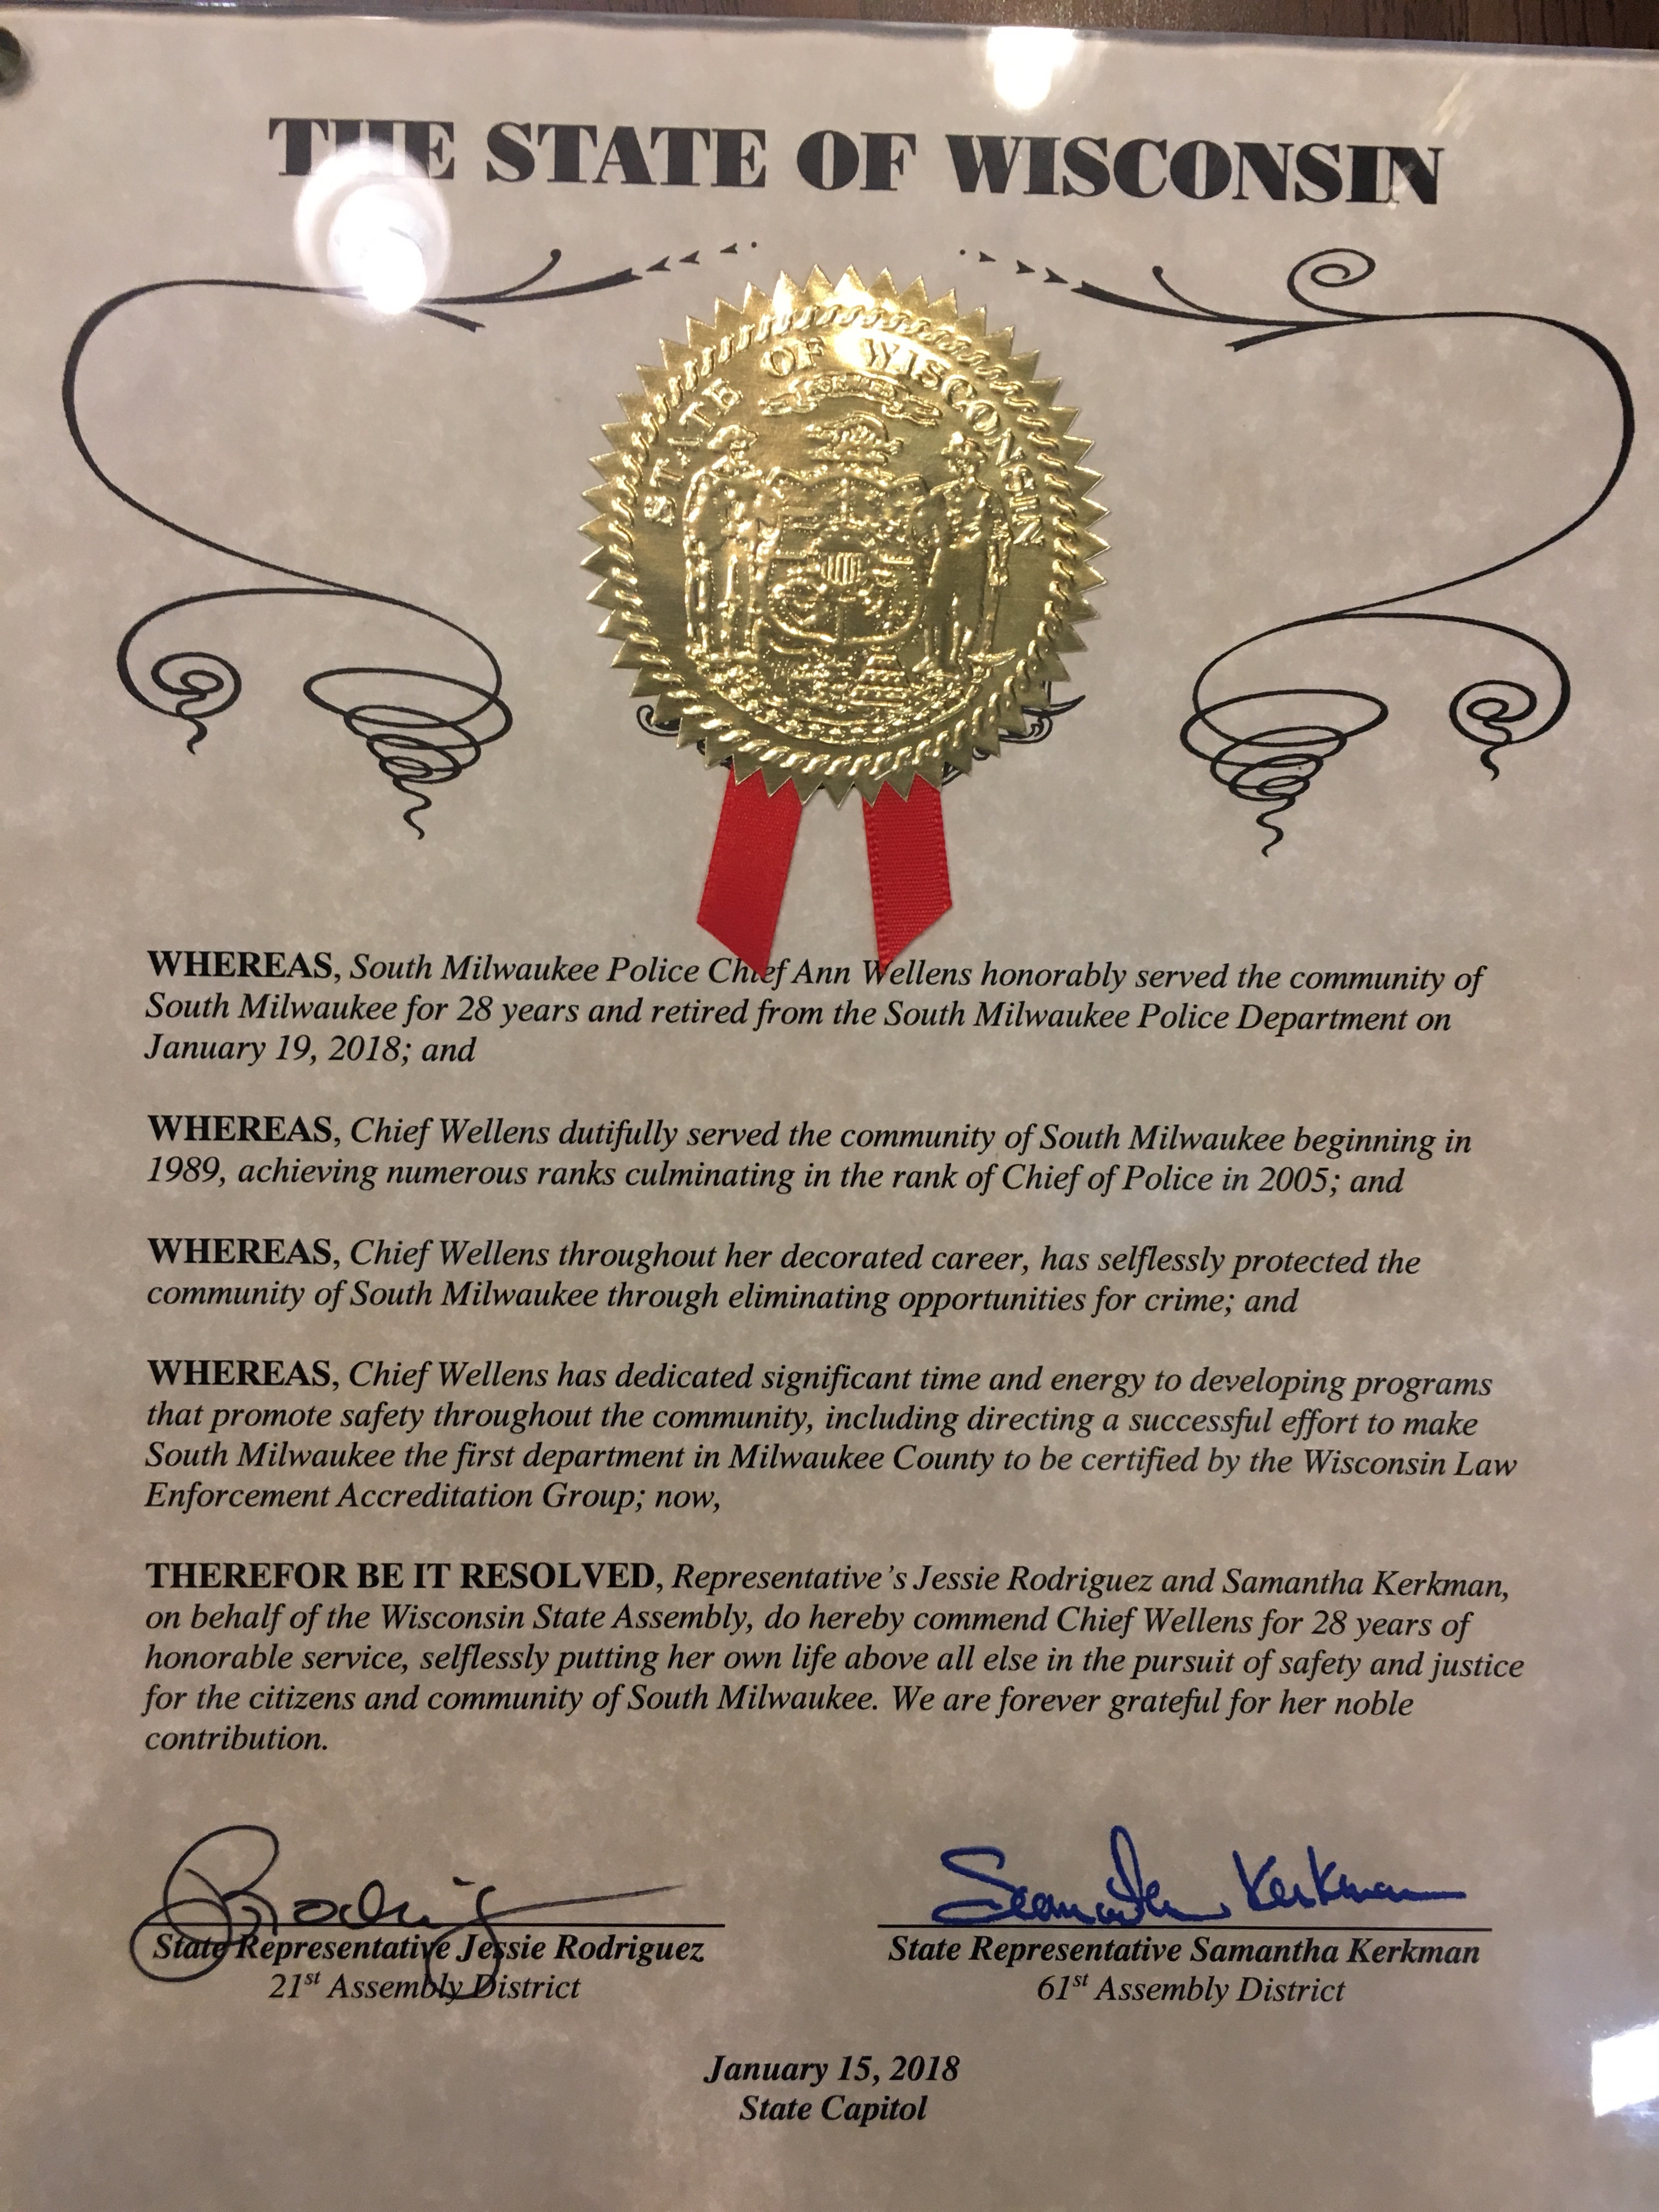 THE STATE OF WISCONSIN
STATE OF WISCONSIN
WHEREAS, South Milwaukee Police Chief Ann Wellens honorably served the community of
South Milwaukee for 28 years and retired from the South Milwaukee Police Department on
January 19, 2018; and
WHEREAS, Chief Wellens dutifully served the community of South Milwaukee beginning in
1989, achieving numerous ranks culminating in the rank of Chief of Police in 2005; and
WHEREAS, Chief Wellens throughout her decorated career, has selflessly protected the
community of South Milwaukee through eliminating opportunities for crime; and
WHEREAS, Chief Wellens has dedicated significant time and energy to developing programs
that promote safety throughout the community, including directing a successful effort to make
South Milwaukee the first department in Milwaukee County to be certified by the Wisconsin Law
Enforcement Accreditation Group; now,
THEREFOR BE IT RESOLVED, Representative's Jessie Rodriguez and Samantha Kerkman,
on behalf of the Wisconsin State Assembly, do hereby commend Chief Wellens for 28 years of
honorable service, selflessly putting her own life above all else in the pursuit of safety and justice
for the citizens and community of South Milwaukee. We are forever grateful for her noble
contribution.
Samantha Kerkman
State Representative Jessie Rodriguez
21st Assembly District
State Representative Samantha Kerkman
61st Assembly District
January 15, 2018
State Capitol